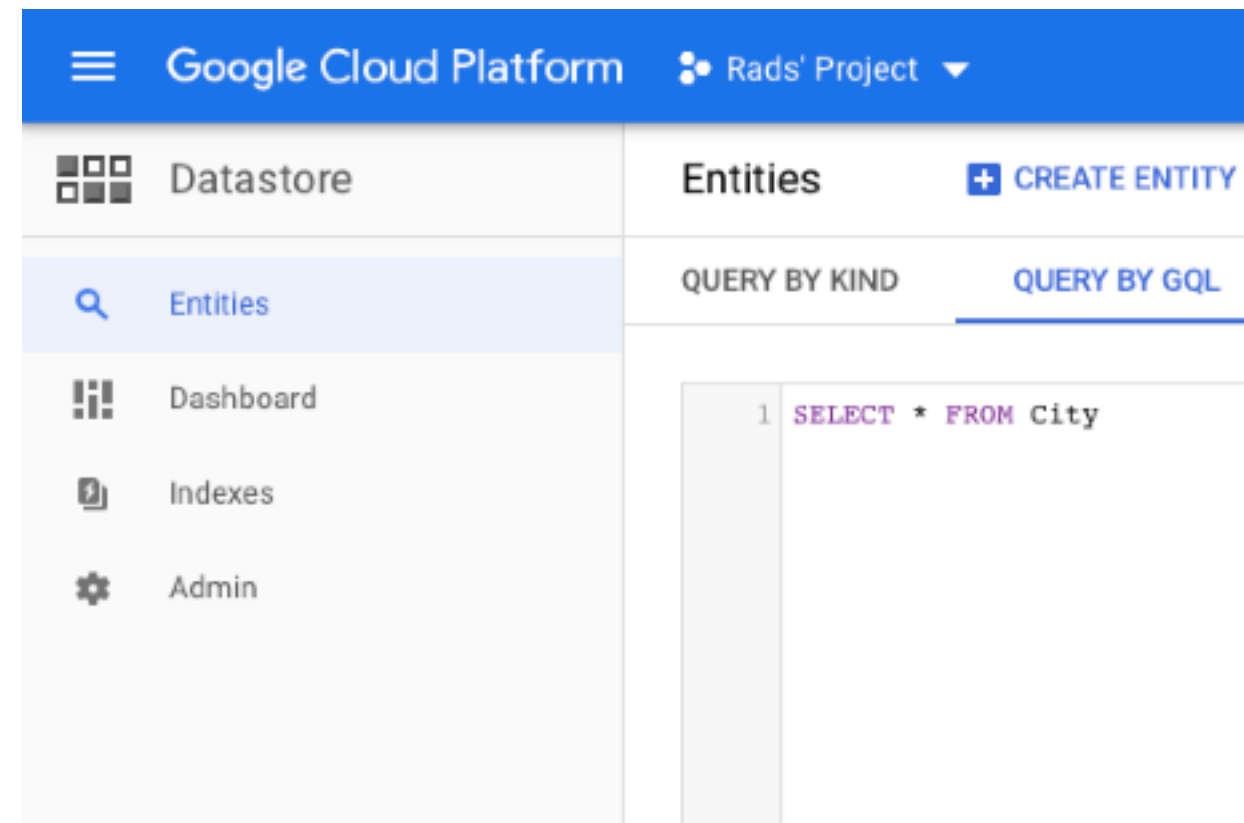 Google Cloud Platform Rads' Project
Datastore
Entities CREATE ENTITY
Entities
Dashboard
Indexes
Admin
QUERY BY KIND QUERY BY GQL
1 SELECT * FROM City